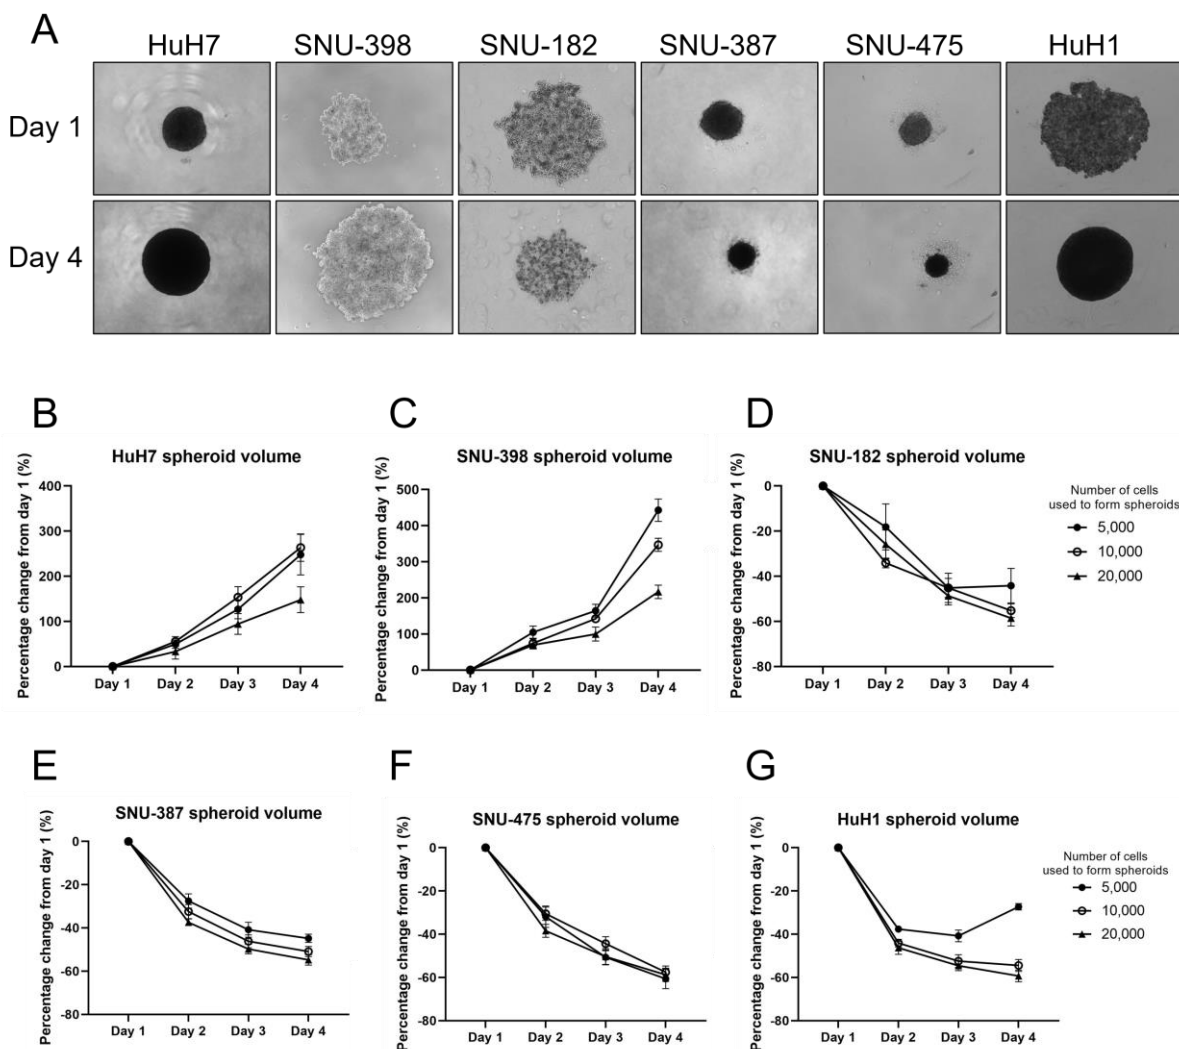 A
HuH7 SNU-398 SNU-182 SNU-387 SNU-475 HuH1
Day 1
Day 4
B
HuH7 spheroid volume
Percentage change from day 1 (%)
400
300
200
100
0
Day 1 Day 2 Day 3 Day 4
C
SNU-398 spheroid volume
Percentage change from day 1 (%)
500
400
300
200
100
0
Day 1 Day 2 Day 3 Day 4
D
SNU-182 spheroid volume
Percentage change from day 1 (%)
0
-20
-40
-60
-80
Day 1 Day 2 Day 3 Day 4
Number of cells
used to form spheroids
5,000
10,000
20,000
E
SNU-387 spheroid volume
Percentage change from day 1 (%)
0
-20
-40
-60
-80
Day 1 Day 2 Day 3 Day 4
F
SNU-475 spheroid volume
Percentage change from day 1 (%)
0
-20
-40
-60
-80
Day 1 Day 2 Day 3 Day 4
G
HuH1 spheroid volume
Percentage change from day 1 (%)
0
-20
-40
-60
-80
Day 1 Day 2 Day 3 Day 4
Number of cells
used to form spheroids
5,000
10,000
20,000